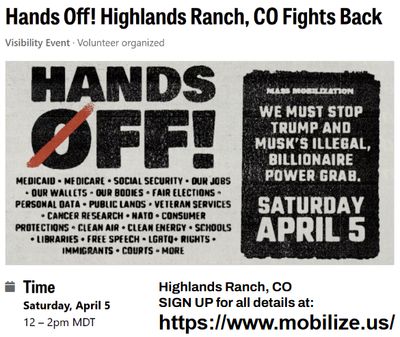 Hands Off! Highlands Ranch, CO Fights Back
Visibility Event · Volunteer organized
HANDS
OFF!
MEDICAID • MEDICARE • SOCIAL SECURITY • OUR JOBS
• OUR WALLETS • OUR BODIES • FAIR ELECTIONS •
PERSONAL DATA • PUBLIC LANDS • VETERAN SERVICES
• CANCER RESEARCH • NATO • CONSUMER
PROTECTIONS • CLEAN AIR • CLEAN ENERGY • SCHOOLS
• LIBRARIES • FREE SPEECH • LGBTQ+ RIGHTS •
IMMIGRANTS • COURTS • MORE
MASS MOBILIZATION
WE MUST STOP
TRUMP AND
MUSK'S ILLEGAL,
BILLIONAIRE
POWER GRAB.
SATURDAY
APRIL 5
Time
Saturday, April 5
12 – 2pm MDT
Highlands Ranch, CO
SIGN UP for all details at:
https://www.mobilize.us/